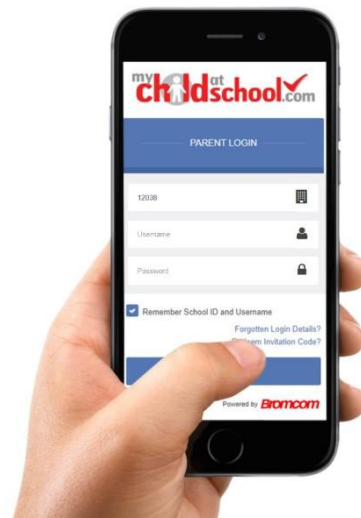 my child at school.com
PARENT LOGIN
12038
Username
Password
Remember School ID and Username
Forgotten Login Details?
Invitation Code?
Powered by Bromcom